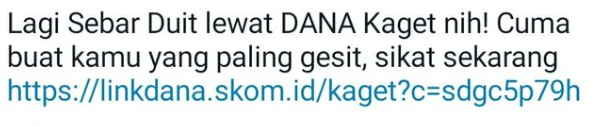 Lagi Sebar Duit lewat DANA Kaget nih! Cuma
buat kamu yang paling gesit, sikat sekarang
https://linkdana.skom.id/kaget?c=sdgc5p79h